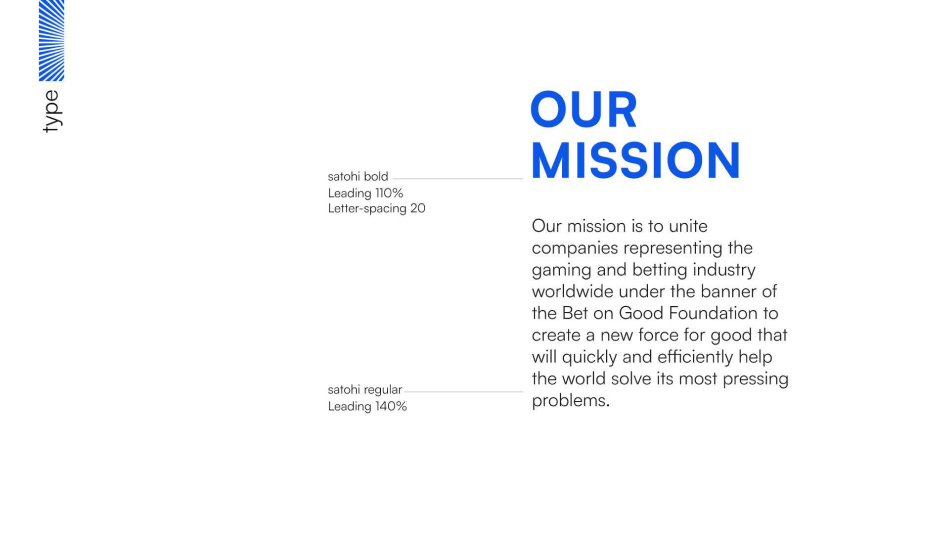 type
OUR
MISSION
satohi bold
Leading 110%
Letter-spacing 20
Our mission is to unite
companies representing the
gaming and betting industry
worldwide under the banner of
the Bet on Good Foundation to
create a new force for good that
will quickly and efficiently help
the world solve its most pressing
problems.
satohi regular
Leading 140%